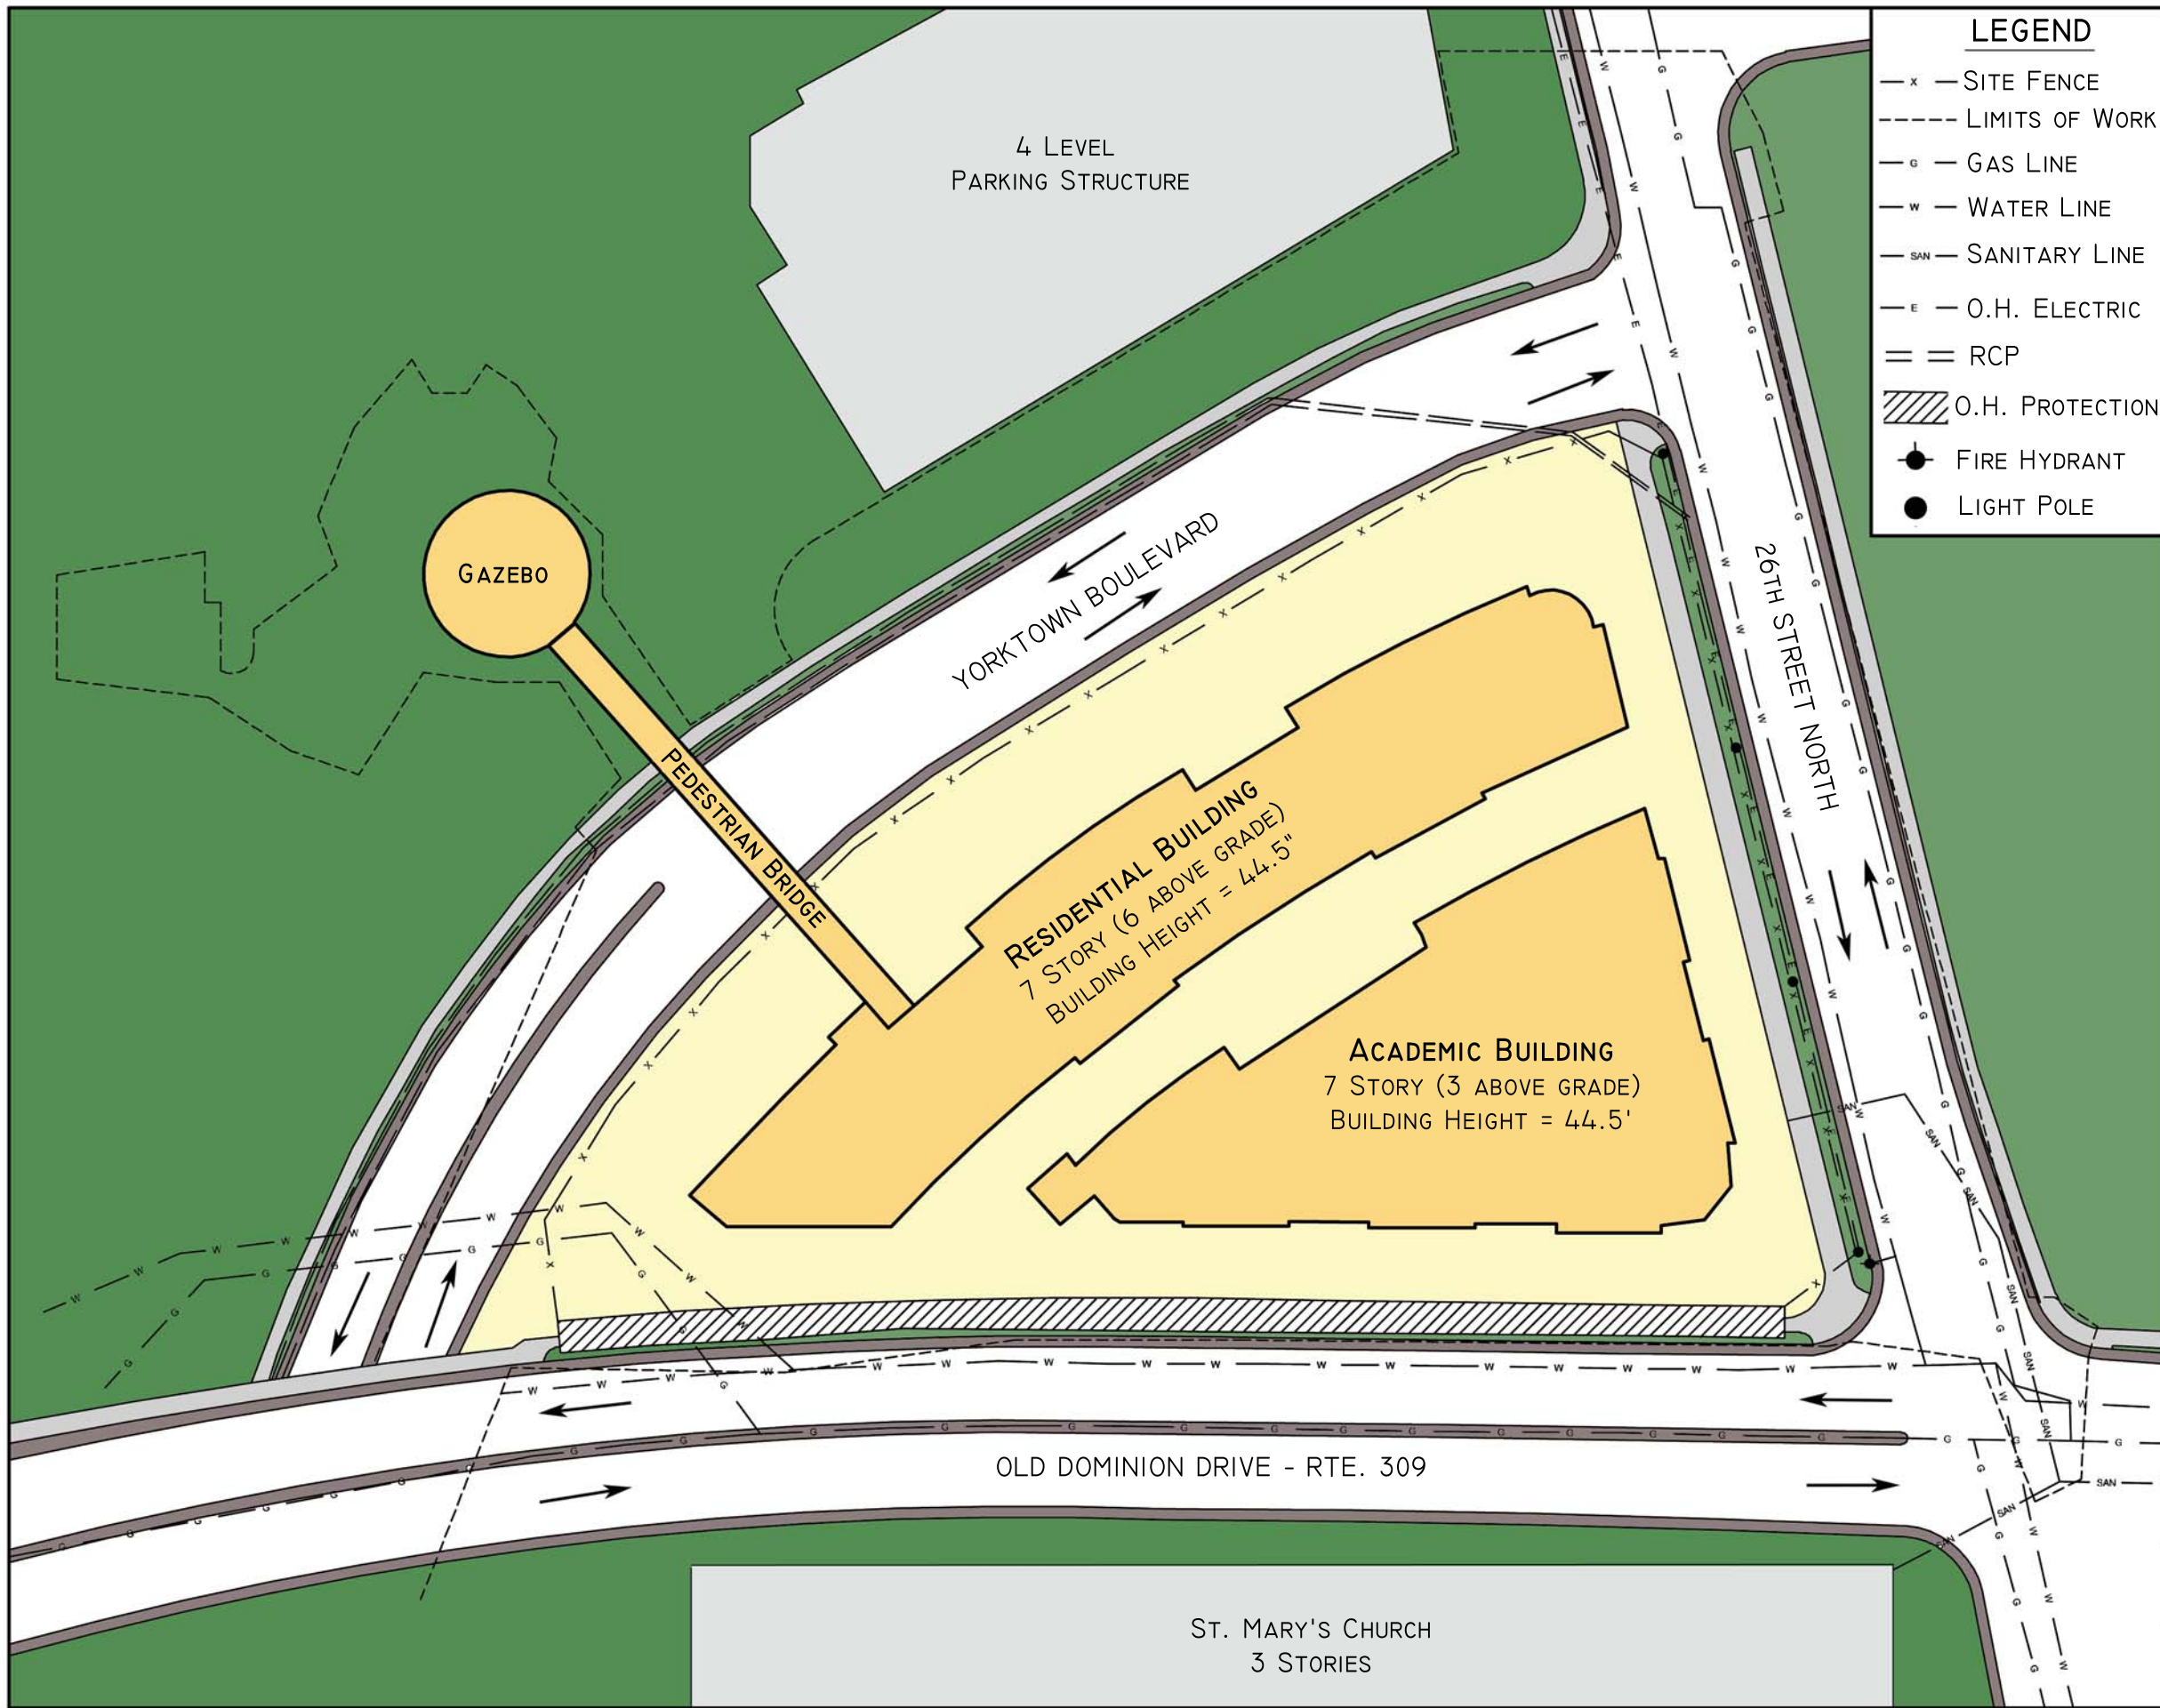 LEGEND
X SITE FENCE
LIMITS OF WORK
G GAS LINE
W WATER LINE
SAN SANITARY LINE
E O.H. ELECTRIC
RCP
O.H. PROTECTION
FIRE HYDRANT
LIGHT POLE
4 LEVEL
PARKING STRUCTURE
GAZEBO
PEDESTRIAN BRIDGE
YORKTOWN BOULEVARD
26TH STREET NORTH
RESIDENTIAL BUILDING
7 STORY (6 ABOVE GRADE)
BUILDING HEIGHT = 44.5"
ACADEMIC BUILDING
7 STORY (3 ABOVE GRADE)
BUILDING HEIGHT = 44.5'
OLD DOMINION DRIVE - RTE. 309
ST. MARY'S CHURCH
3 STORIES